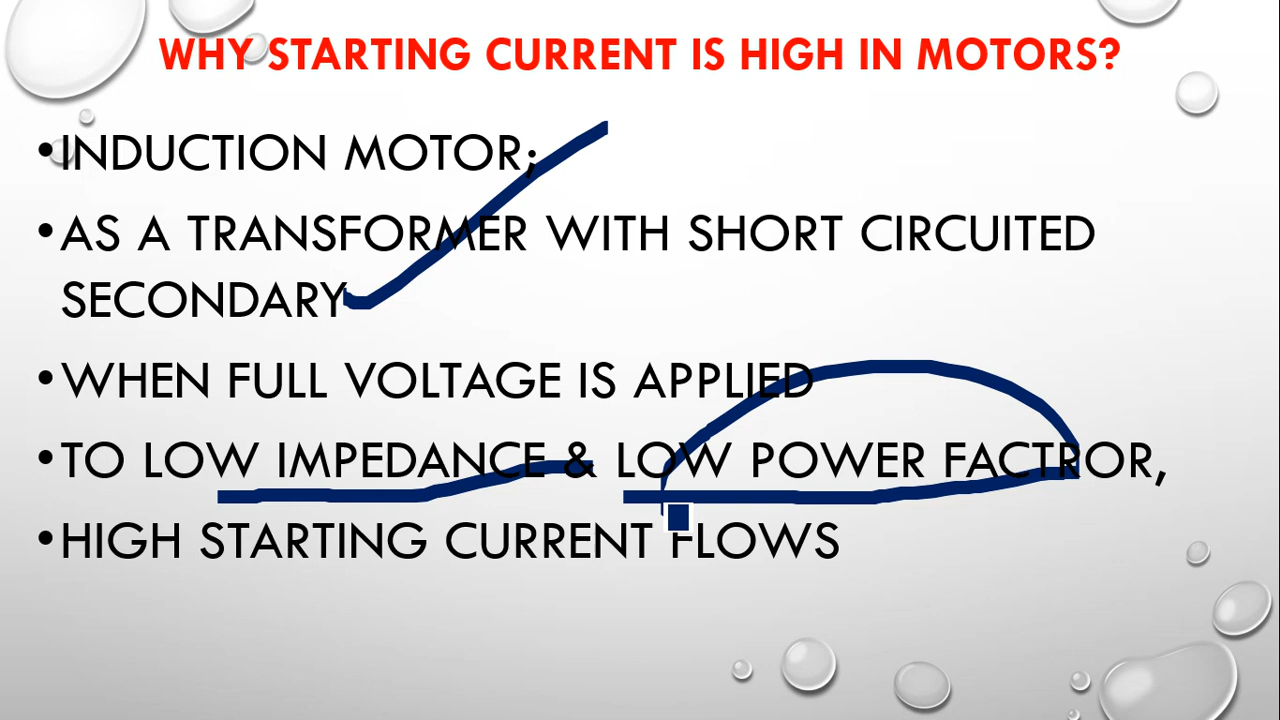 WHY STARTING CURRENT IS HIGH IN MOTORS?
•INDUCTION MOTOR;
•AS A TRANSFORMER WITH SHORT CIRCUITED
SECONDARY
•WHEN FULL VOLTAGE IS APPLIED
•TO LOW IMPEDANCE & LOW POWER FACTROR,
•HIGH STARTING CURRENT FLOWS